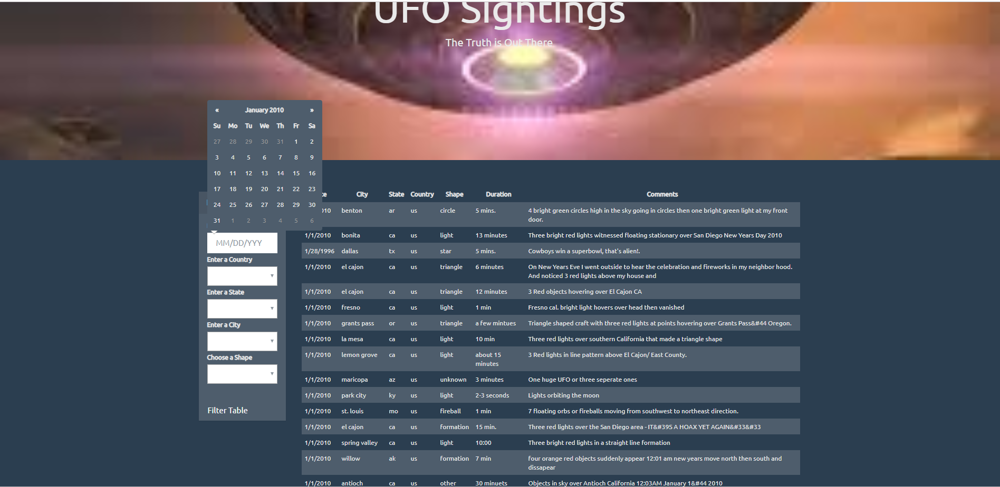 UFO Sightings
The Truth is Out There
« January 2010 »
Su Mo Tu We Th Fr Sa
27 28 29 30 31 1 2
3 4 5 6 7 8 9
10 11 12 13 14 15 16
17 18 19 20 21 22 23
24 25 26 27 28 29 30
31 1 2 3 4 5 6
MM/DD/YYY
Enter a Country
Enter a State
Enter a City
Choose a Shape
Filter Table
City State Country Shape Duration Comments
benton ar us circle 5 mins. 4 bright green circles high in the sky going in circles then one bright green light at my front
door.
1/1/2010 bonita ca us light 13 minutes Three bright red lights witnessed floating stationary over San Diego New Years Day 2010
1/28/1996 dallas tx us star 5 mins. Cowboys win a superbowl, that's alien!.
1/1/2010 el cajon ca us triangle 6 minutes On New Years Eve I went outside to hear the celebration and fireworks in my neighbor hood.
And noticed 3 red lights above my house and
1/1/2010 el cajon ca us triangle 12 minutes 3 Red objects hovering over El Cajon CA
1/1/2010 fresno ca us light 1 min Fresno cal. bright light hovers over head then vanished
1/1/2010 grants pass or us triangle a few mintues Triangle shaped craft with three red lights at points hovering over Grants Pass&#44 Oregon.
1/1/2010 la mesa ca us light 10 min Three red lights over southern California that made a triangle shape
1/1/2010 lemon grove ca us light about 15 3 Red lights in line pattern above El Cajon/ East County.
minutes
1/1/2010 maricopa az us unknown 3 minutes One huge UFO or three seperate ones
1/1/2010 park city ky us light 2-3 seconds Lights orbiting the moon
1/1/2010 st. louis mo us fireball 1 min 7 floating orbs or fireballs moving from southwest to northeast direction.
1/1/2010 el cajon ca us formation 15 min. Three red lights over the San Diego area - IT&#39S A HOAX YET AGAIN&#33&#33
1/1/2010 spring valley ca us light 10:00 Three bright red lights in a straight line formation
1/1/2010 willow ak us formation 7 min four orange red objects suddenly appear 12:01 am new years move north then south and
dissapear
1/1/2010 antioch ca us other 30 minuets Objects in sky over Antioch California 12:03AM January 1&#44 2010